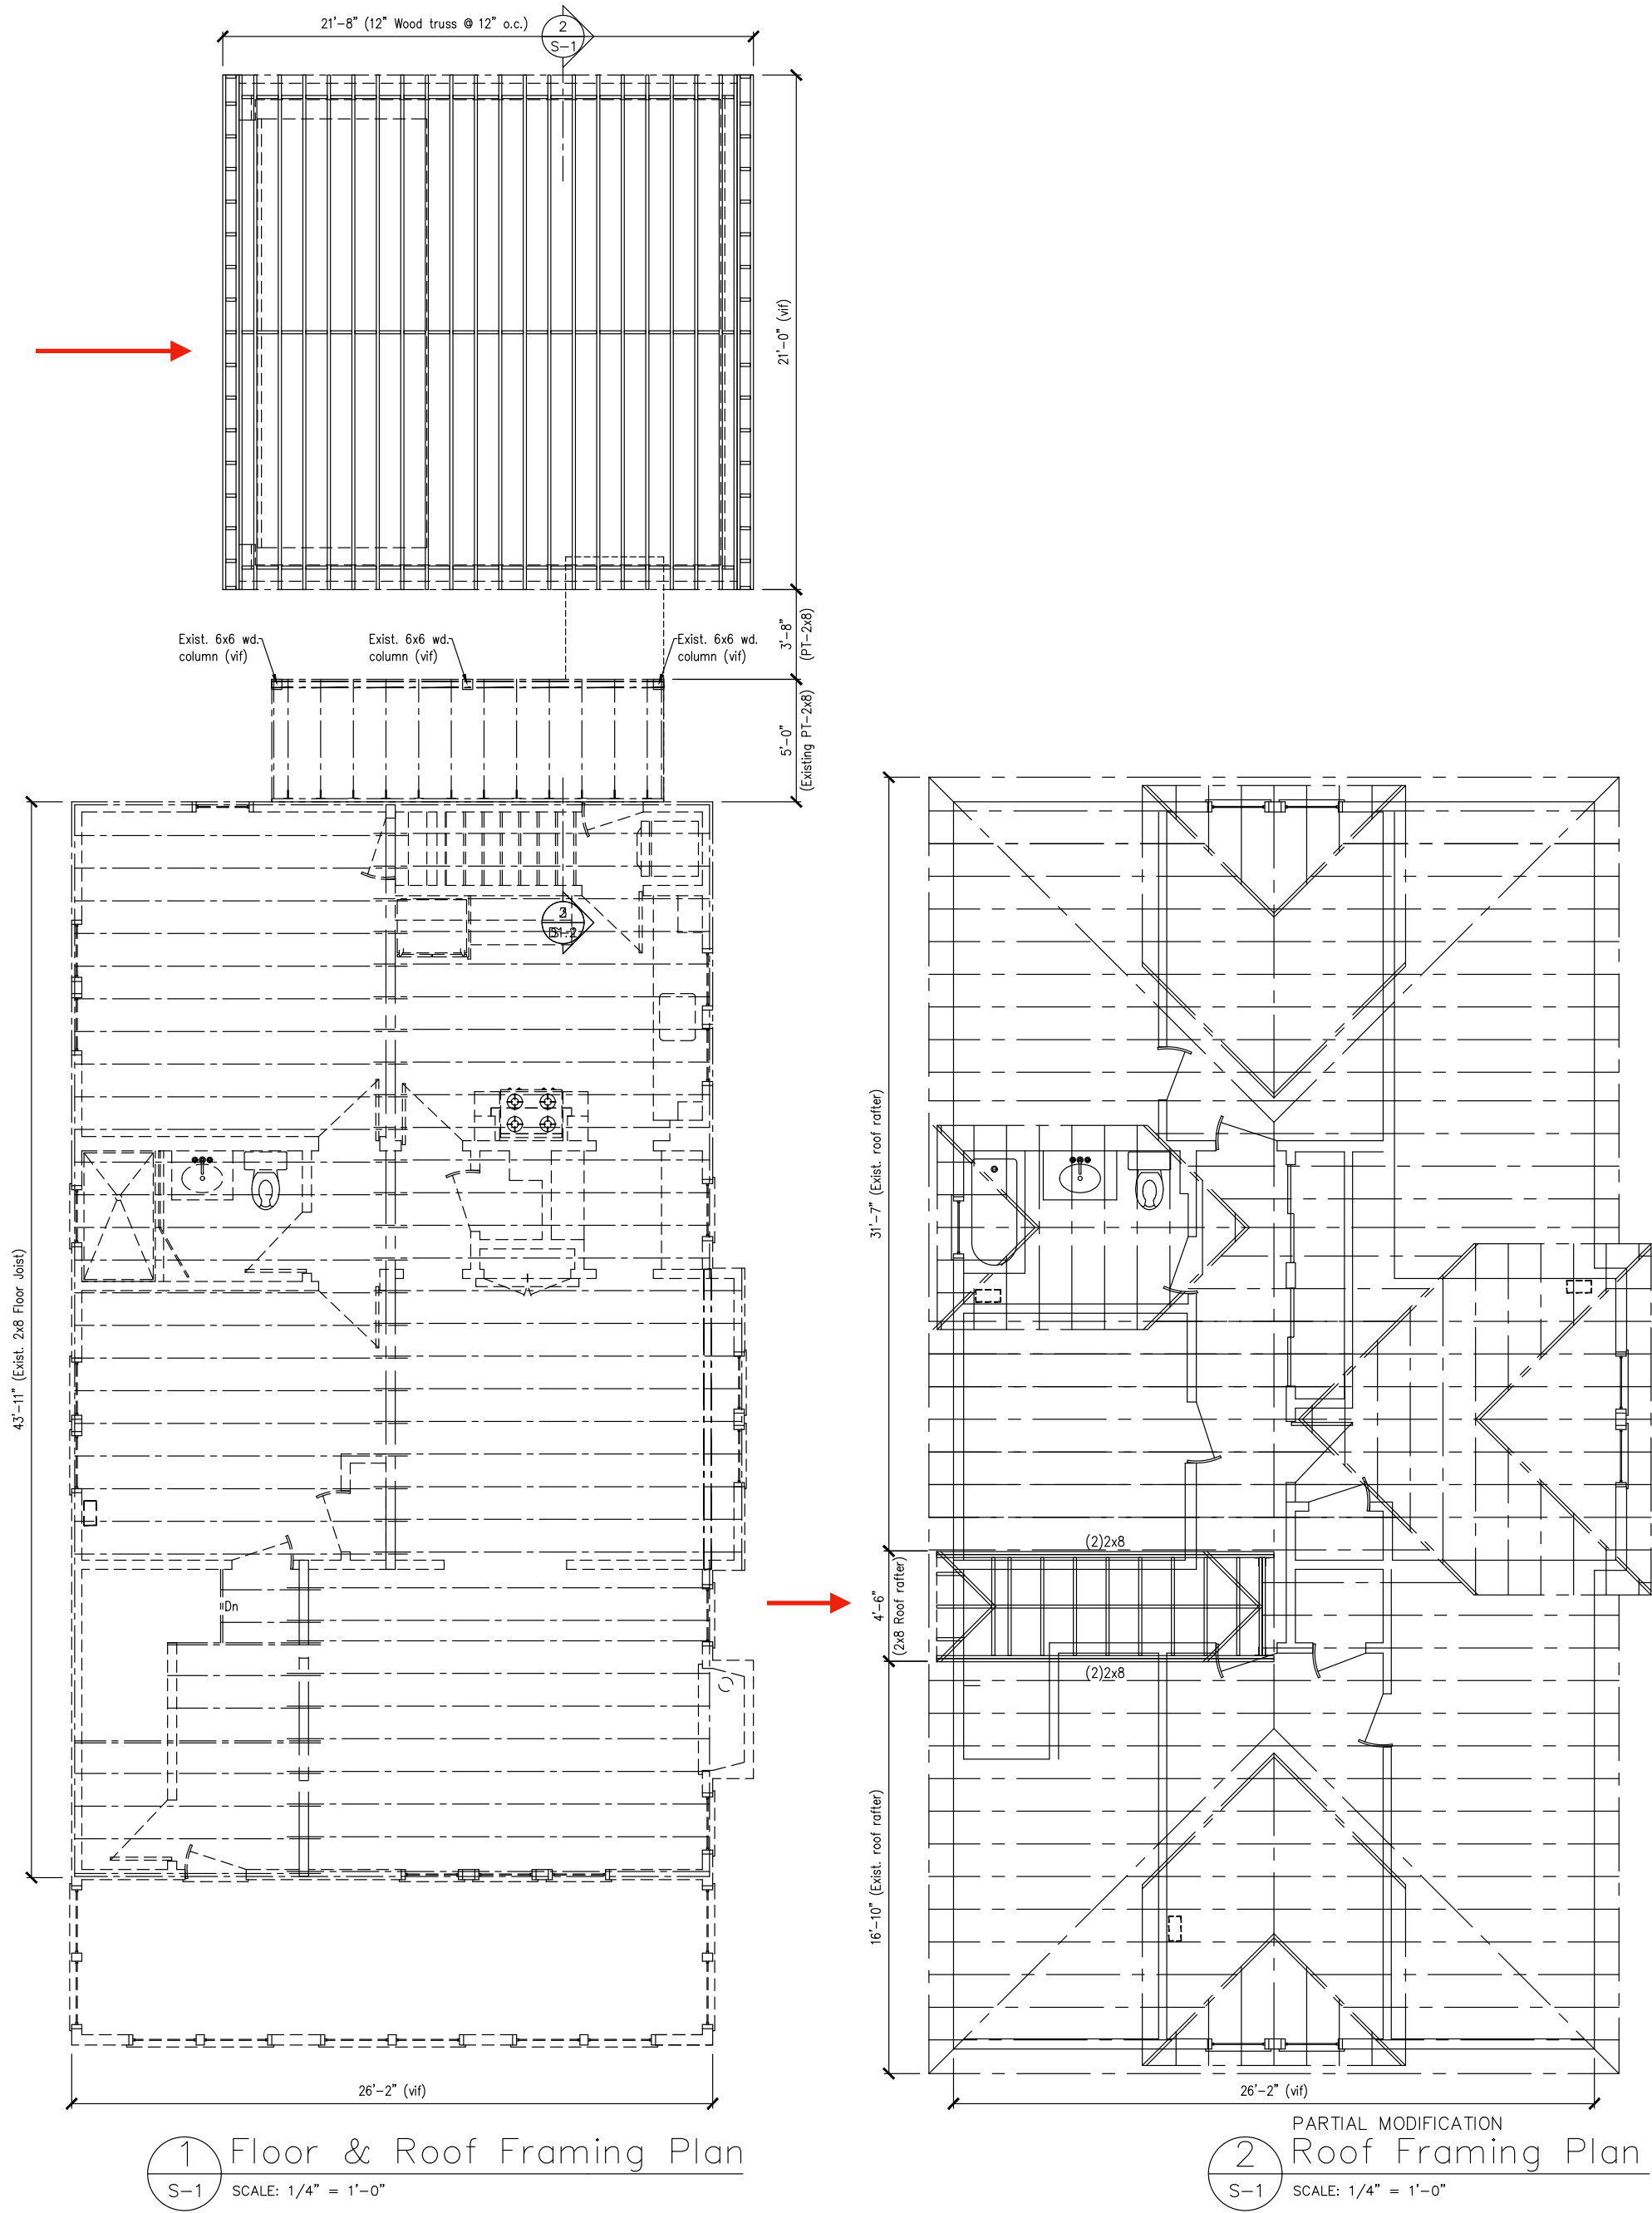 21'-8" (12" Wood truss @ 12" o.c.)
2
S-1
21'-0" (vif)
3'-8"
(PT-2x8)
Exist. 6x6 wd.
column (vif)
Exist. 6x6 wd.
column (vif)
Exist. 6x6 wd.
column (vif)
5'-0"
(Existing PT-2x8)
43'-11" (Exist. 2x8 Floor Joist)
Dn
26'-2" (vif)
1
Floor & Roof Framing Plan
S-1
SCALE: 1/4" = 1'-0"
31'-7" (Exist. roof rafter)
(2)2x8
4'-6"
(2x8 Roof rafter)
(2)2x8
16'-10" (Exist. roof rafter)
26'-2" (vif)
PARTIAL MODIFICATION
2
Roof Framing Plan
S-1
SCALE: 1/4" = 1'-0"